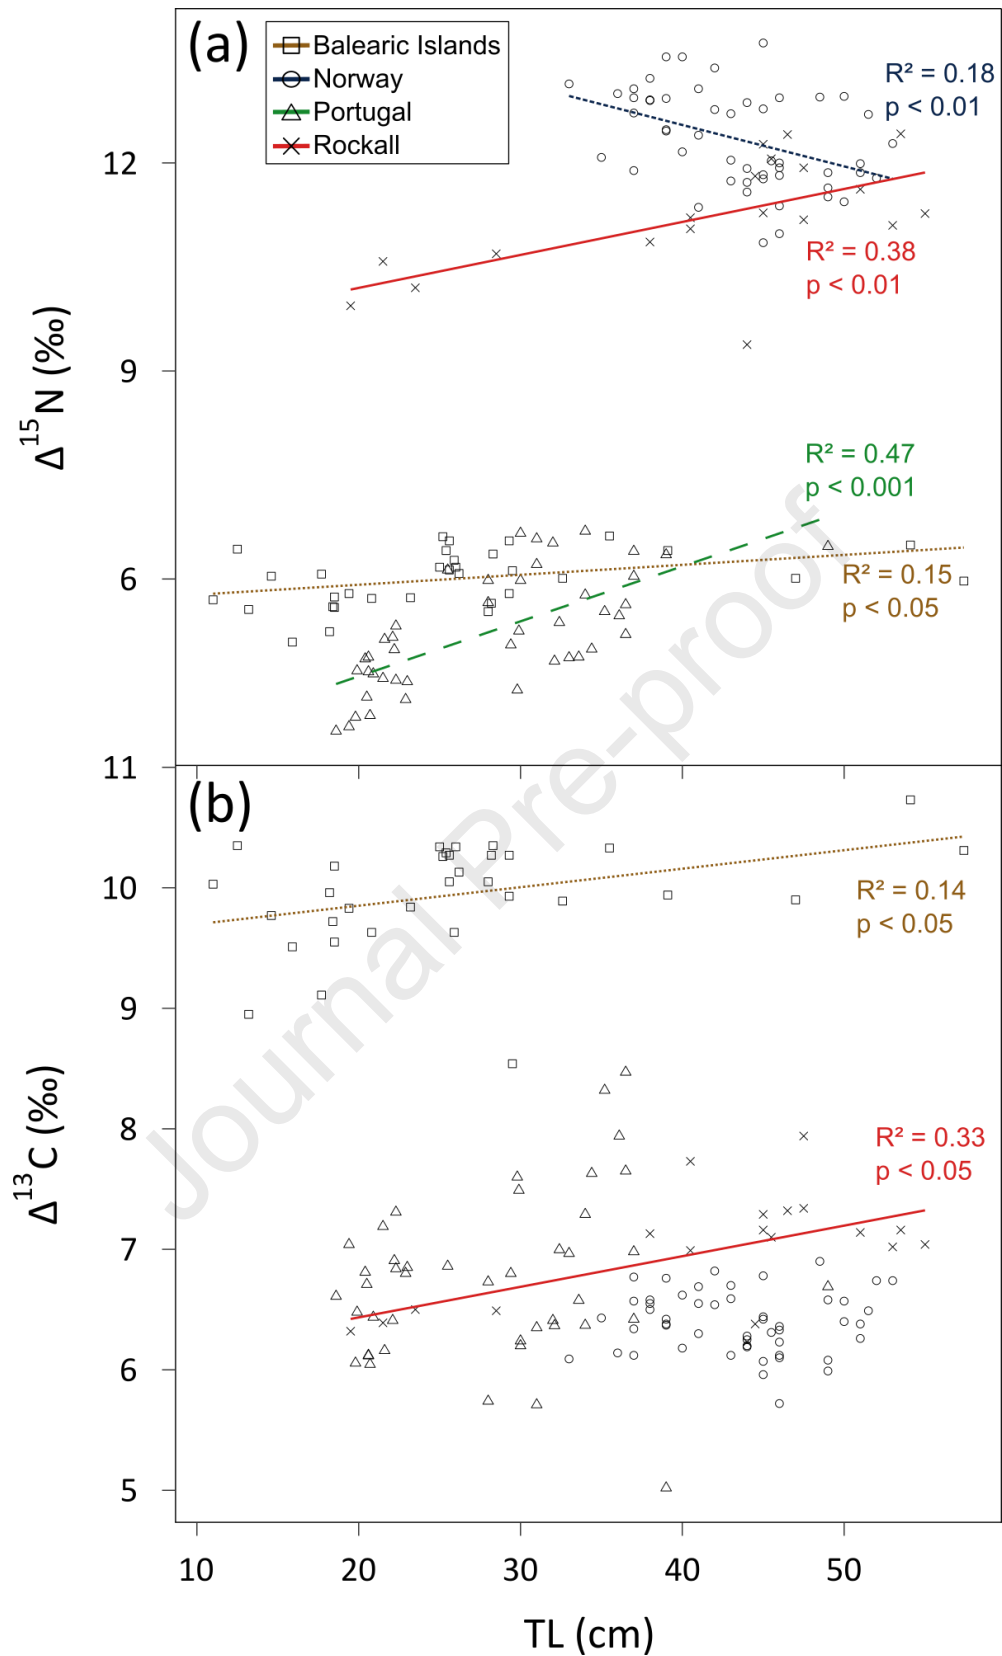 (a)
Balearic Islands
Norway
Portugal
Rockall
R² = 0.18
p < 0.01
R² = 0.38
p < 0.01
R² = 0.47
p < 0.001
R² = 0.15
p < 0.05
12
9
6
Δ¹⁵N (‰)
(b)
R² = 0.14
p < 0.05
R² = 0.33
p < 0.05
11
10
9
8
7
6
5
Δ¹³C (‰)
10 20 30 40 50
TL (cm)
Journal Pre-proof